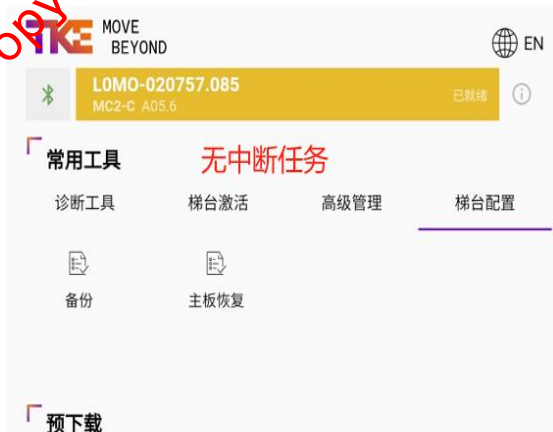 TKE MOVE
BEYOND
EN
L0MO-020757.085
MC2-C A05.6
已就绪
常用工具
无中断任务
诊断工具 梯台激活 高级管理 梯台配置
备份 主板恢复
预下载